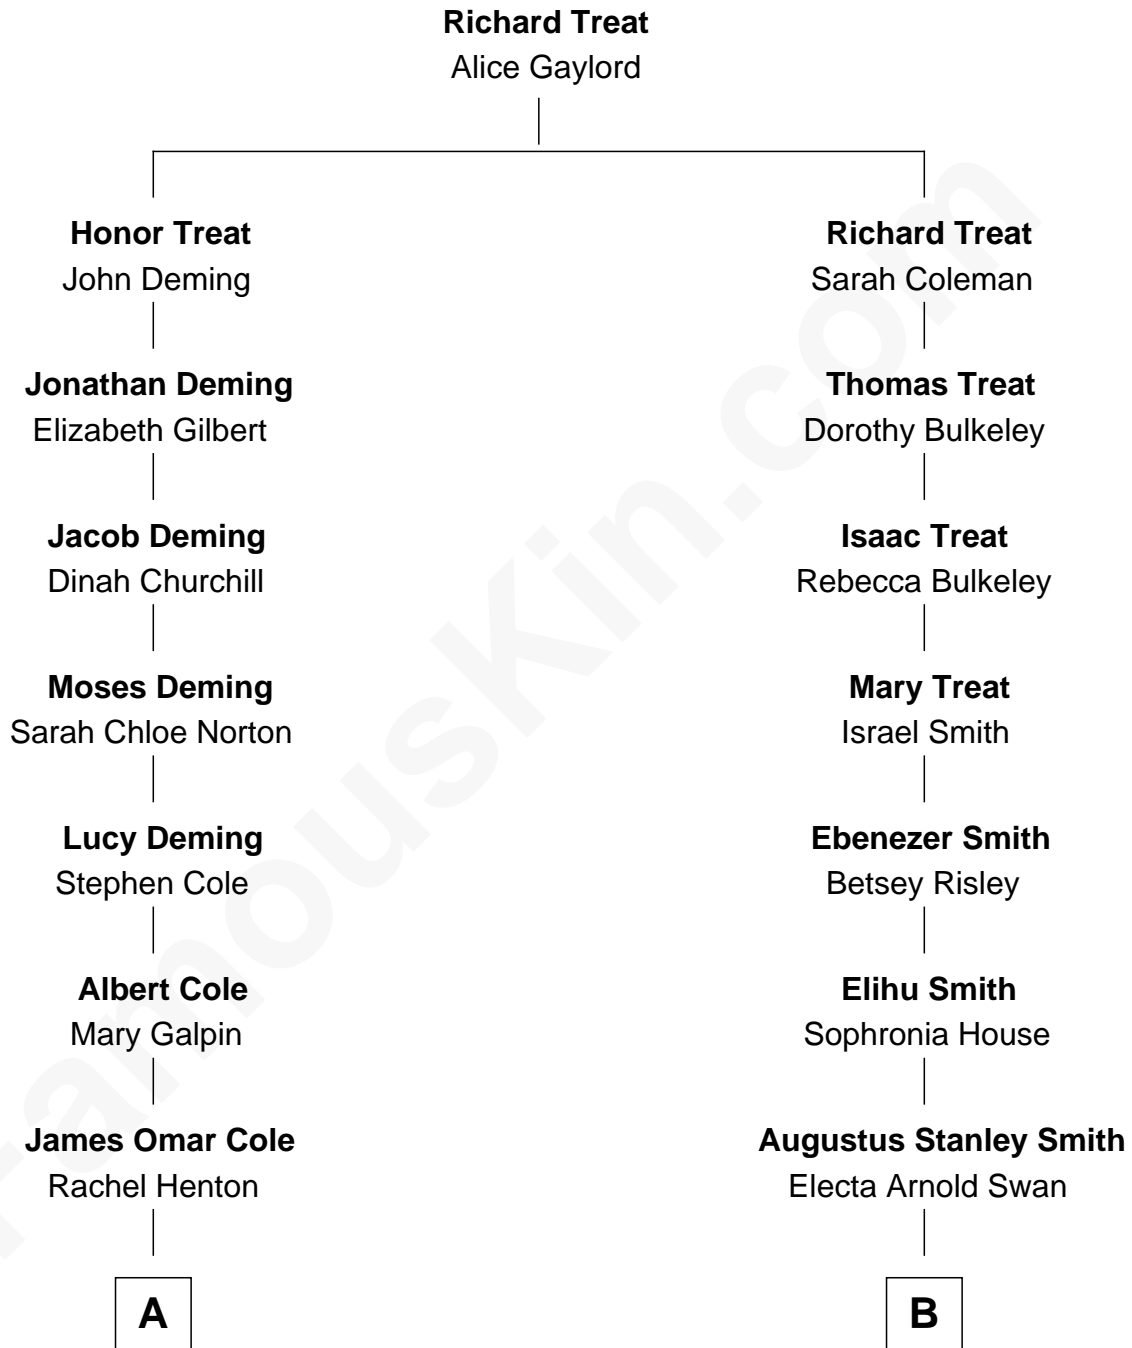 Richard Treat
Alice Gaylord
Honor Treat
John Deming
Richard Treat
Sarah Coleman
Jonathan Deming
Elizabeth Gilbert
Thomas Treat
Dorothy Bulkeley
Jacob Deming
Dinah Churchill
Isaac Treat
Rebecca Bulkeley
Moses Deming
Sarah Chloe Norton
Mary Treat
Israel Smith
Lucy Deming
Stephen Cole
Ebenezer Smith
Betsey Risley
Albert Cole
Mary Galpin
Elihu Smith
Sophronia House
James Omar Cole
Rachel Henton
Augustus Stanley Smith
Electa Arnold Swan
A
B
FamousKin.com